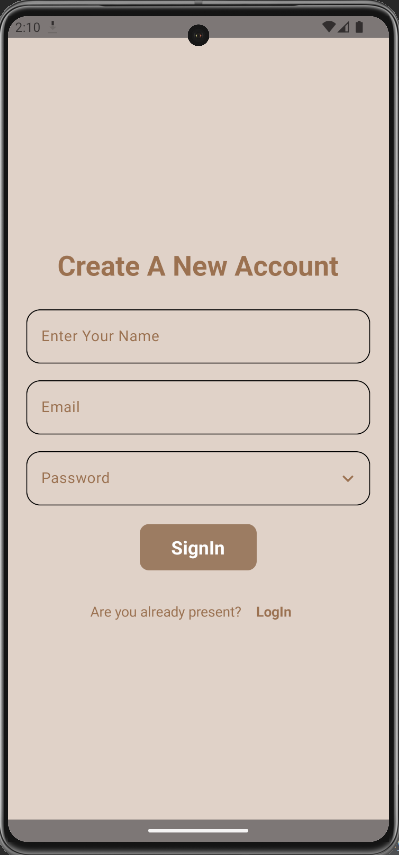 2:10
Create A New Account
Enter Your Name
Email
Password
SignIn
Are you already present? LogIn